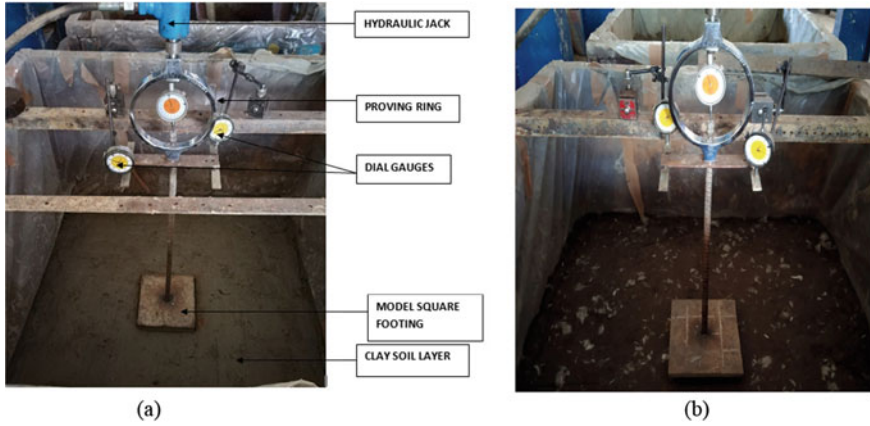 HYDRAULIC JACK
PROVING RING
DIAL GAUGES
MODEL SQUARE
FOOTING
CLAY SOIL LAYER
(a)
(b)